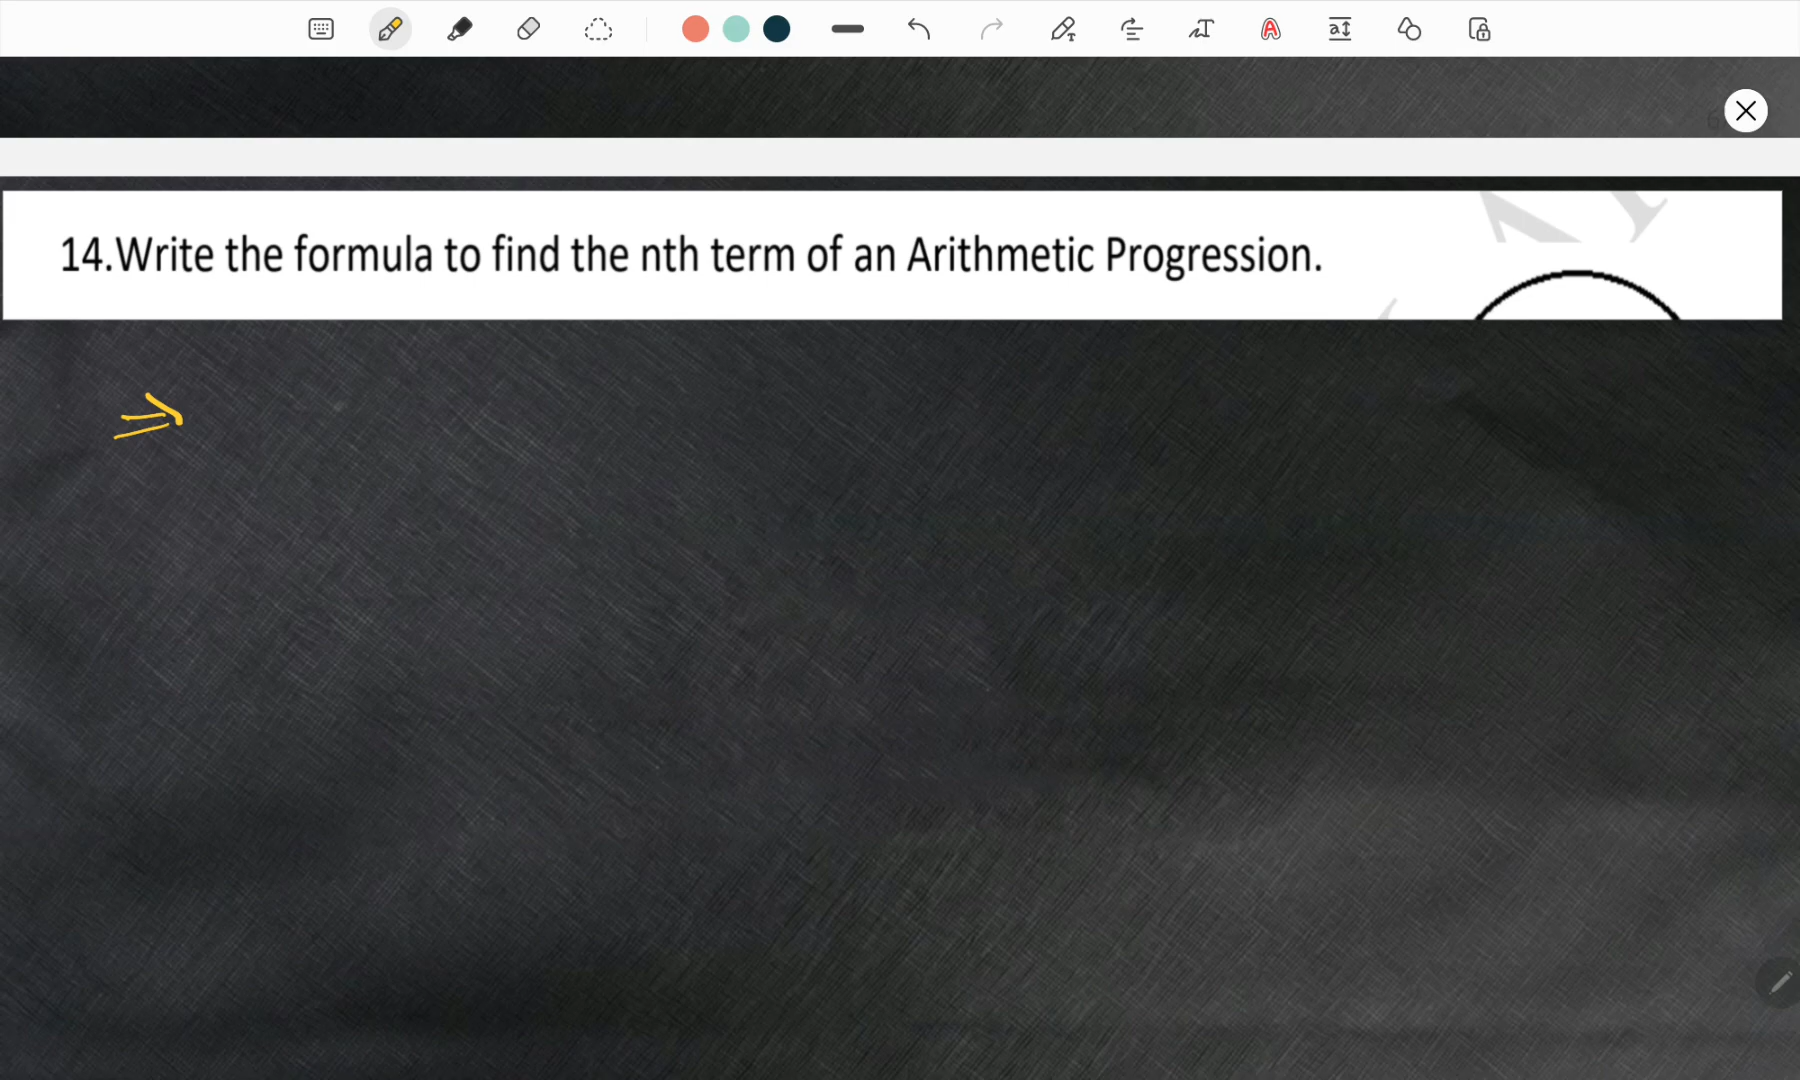 14.Write the formula to find the nth term of an Arithmetic Progression.